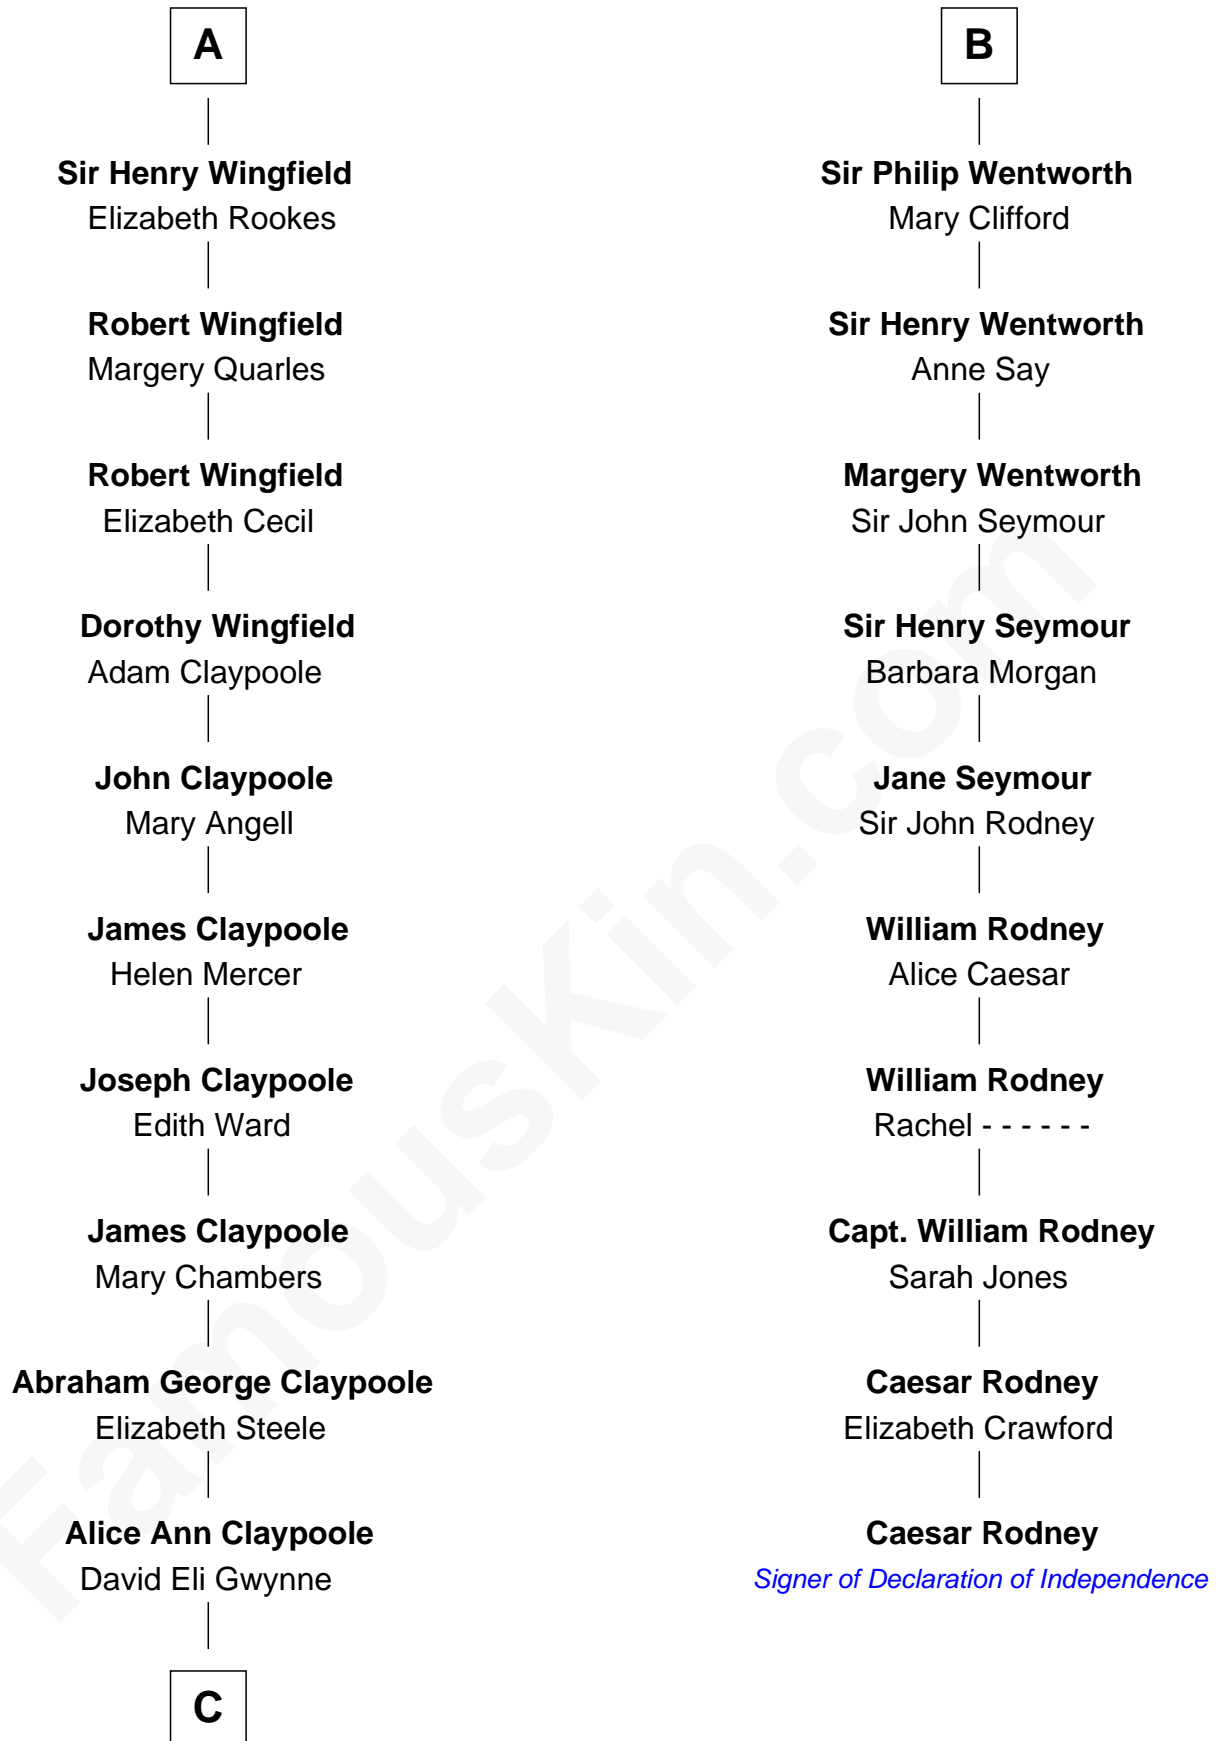 A
Sir Henry Wingfield
Elizabeth Rookes
Robert Wingfield
Margery Quarles
Robert Wingfield
Elizabeth Cecil
Dorothy Wingfield
Adam Claypoole
John Claypoole
Mary Angell
James Claypoole
Helen Mercer
Joseph Claypoole
Edith Ward
James Claypoole
Mary Chambers
Abraham George Claypoole
Elizabeth Steele
Alice Ann Claypoole
David Eli Gwynne
C
B
Sir Philip Wentworth
Mary Clifford
Sir Henry Wentworth
Anne Say
Margery Wentworth
Sir John Seymour
Sir Henry Seymour
Barbara Morgan
Jane Seymour
Sir John Rodney
William Rodney
Alice Caesar
William Rodney
Rachel - - - - - -
Capt. William Rodney
Sarah Jones
Caesar Rodney
Elizabeth Crawford
Caesar Rodney
Signer of Declaration of Independence
FamousKin.com